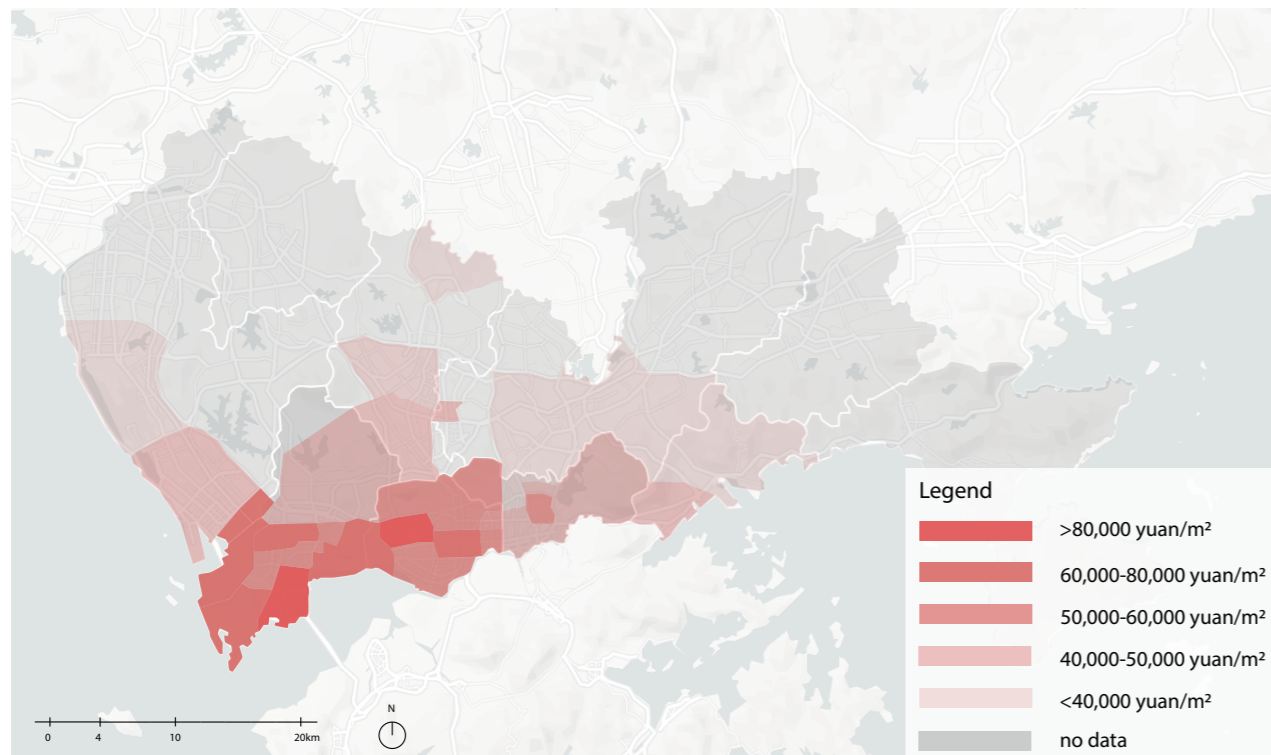 Legend
>80,000 yuan/m²
60,000-80,000 yuan/m²
50,000-60,000 yuan/m²
40,000-50,000 yuan/m²
<40,000 yuan/m²
no data
N
0 4 10 20km